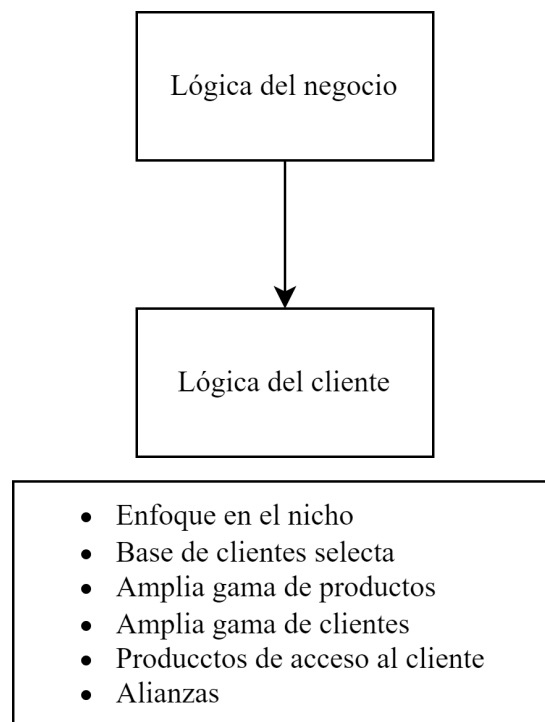 Lógica del negocio
Lógica del cliente
• Enfoque en el nicho
• Base de clientes selecta
• Amplia gama de productos
• Amplia gama de clientes
• Producctos de acceso al cliente
• Alianzas